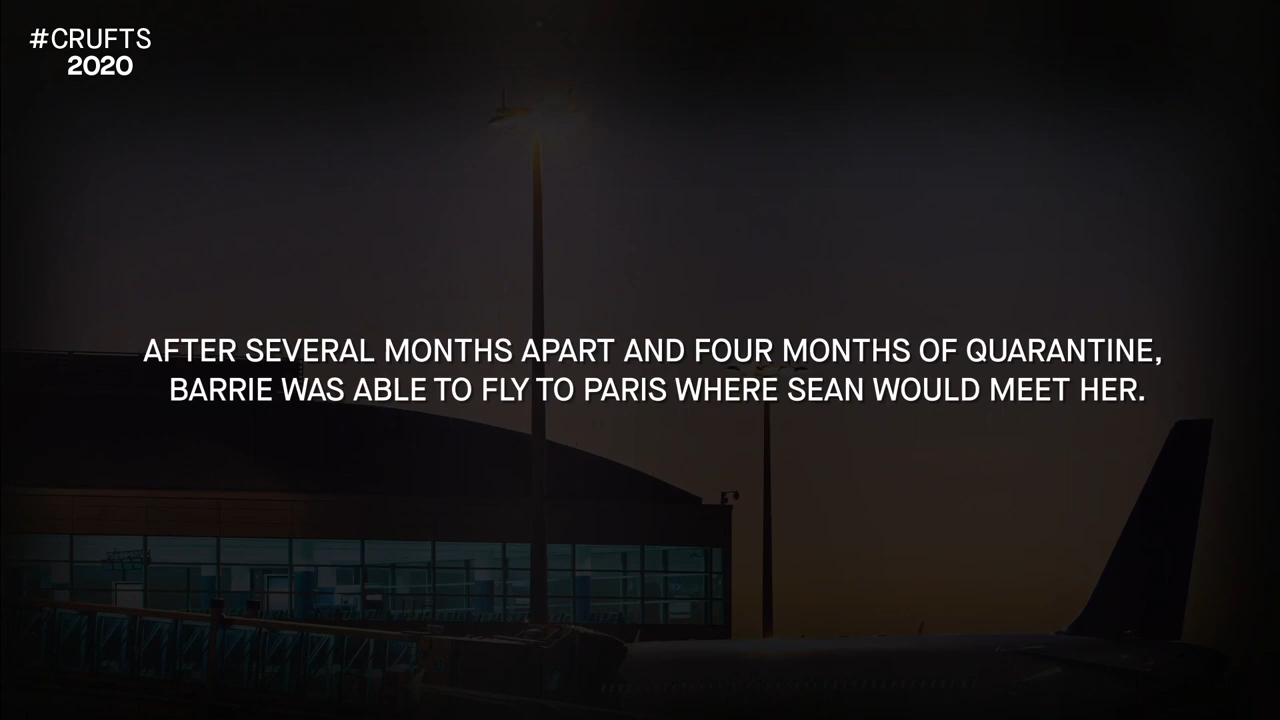 #CRUFTS
2020
AFTER SEVERAL MONTHS APART AND FOUR MONTHS OF QUARANTINE,
BARRIE WAS ABLE TO FLY TO PARIS WHERE SEAN WOULD MEET HER.